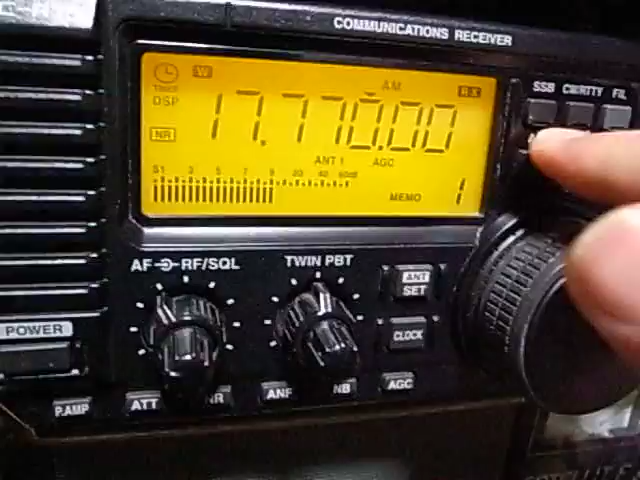 COMMUNICATIONS RECEIVER
W
AM
RX
DSP
17.770.00
NR
ANT 1 AGC
S1 3 5 7 9 20 40 60dB
MEMO 1
SSB CW/RTTY FIL
AF RF/SQL
TWIN PBT
ANT
SET
POWER
CLOCK
P.AMP
ATT
NR
ANF
NB
AGC